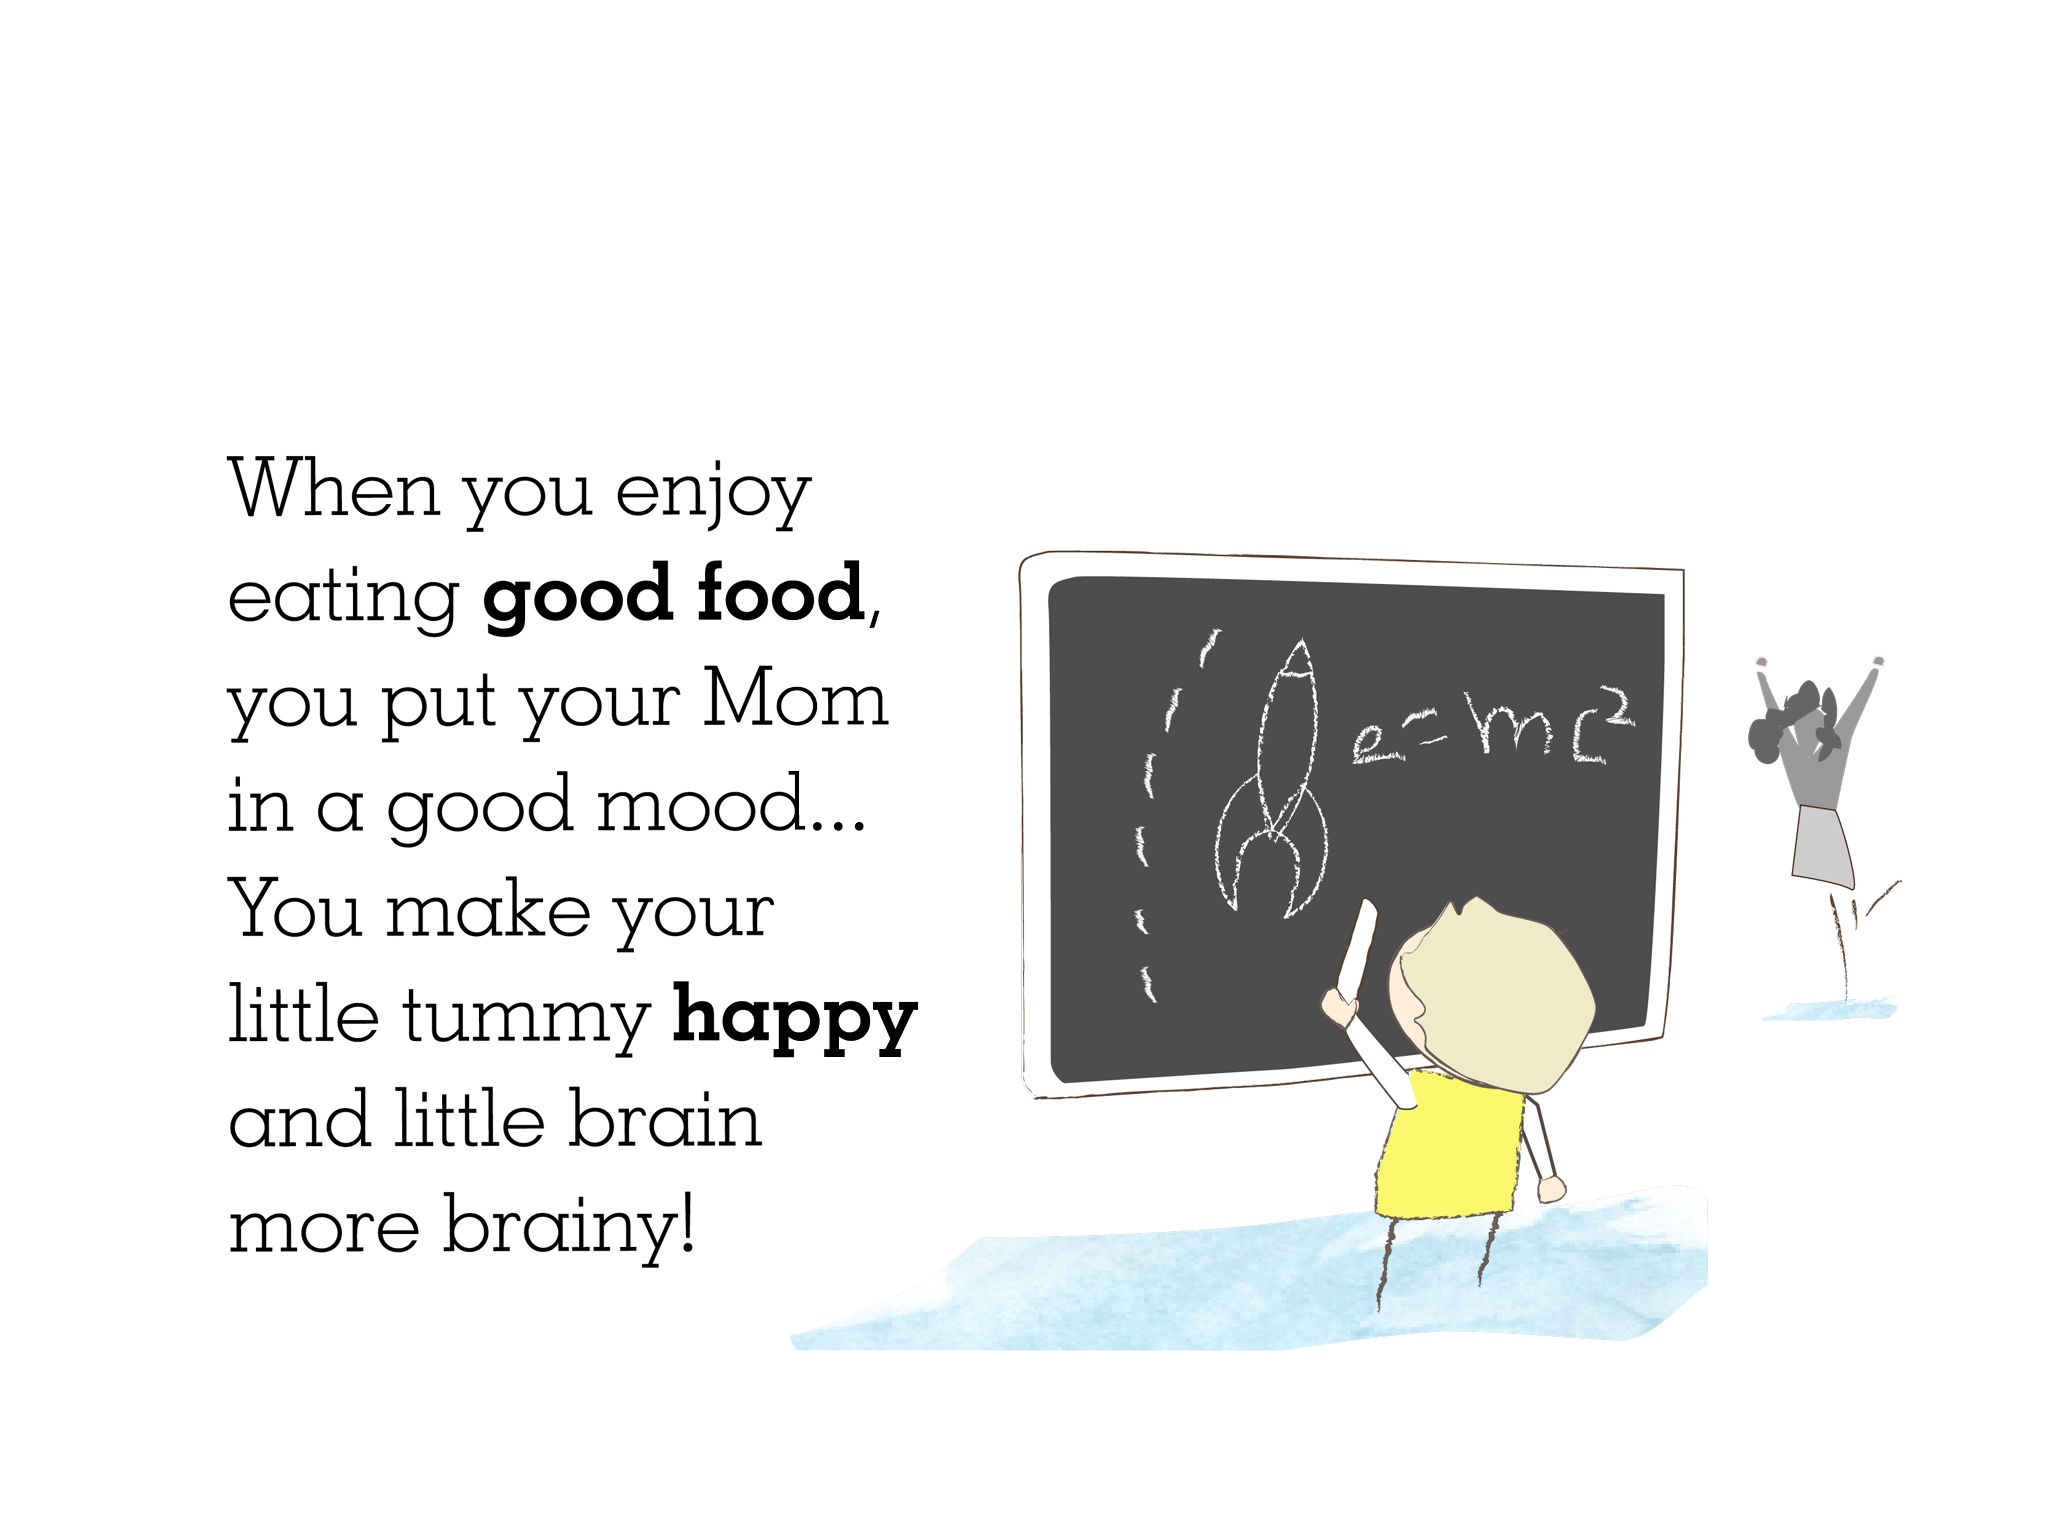 When you enjoy
eating good food,
you put your Mom
in a good mood...
You make your
little tummy happy
and little brain
more brainy!
e=mc²